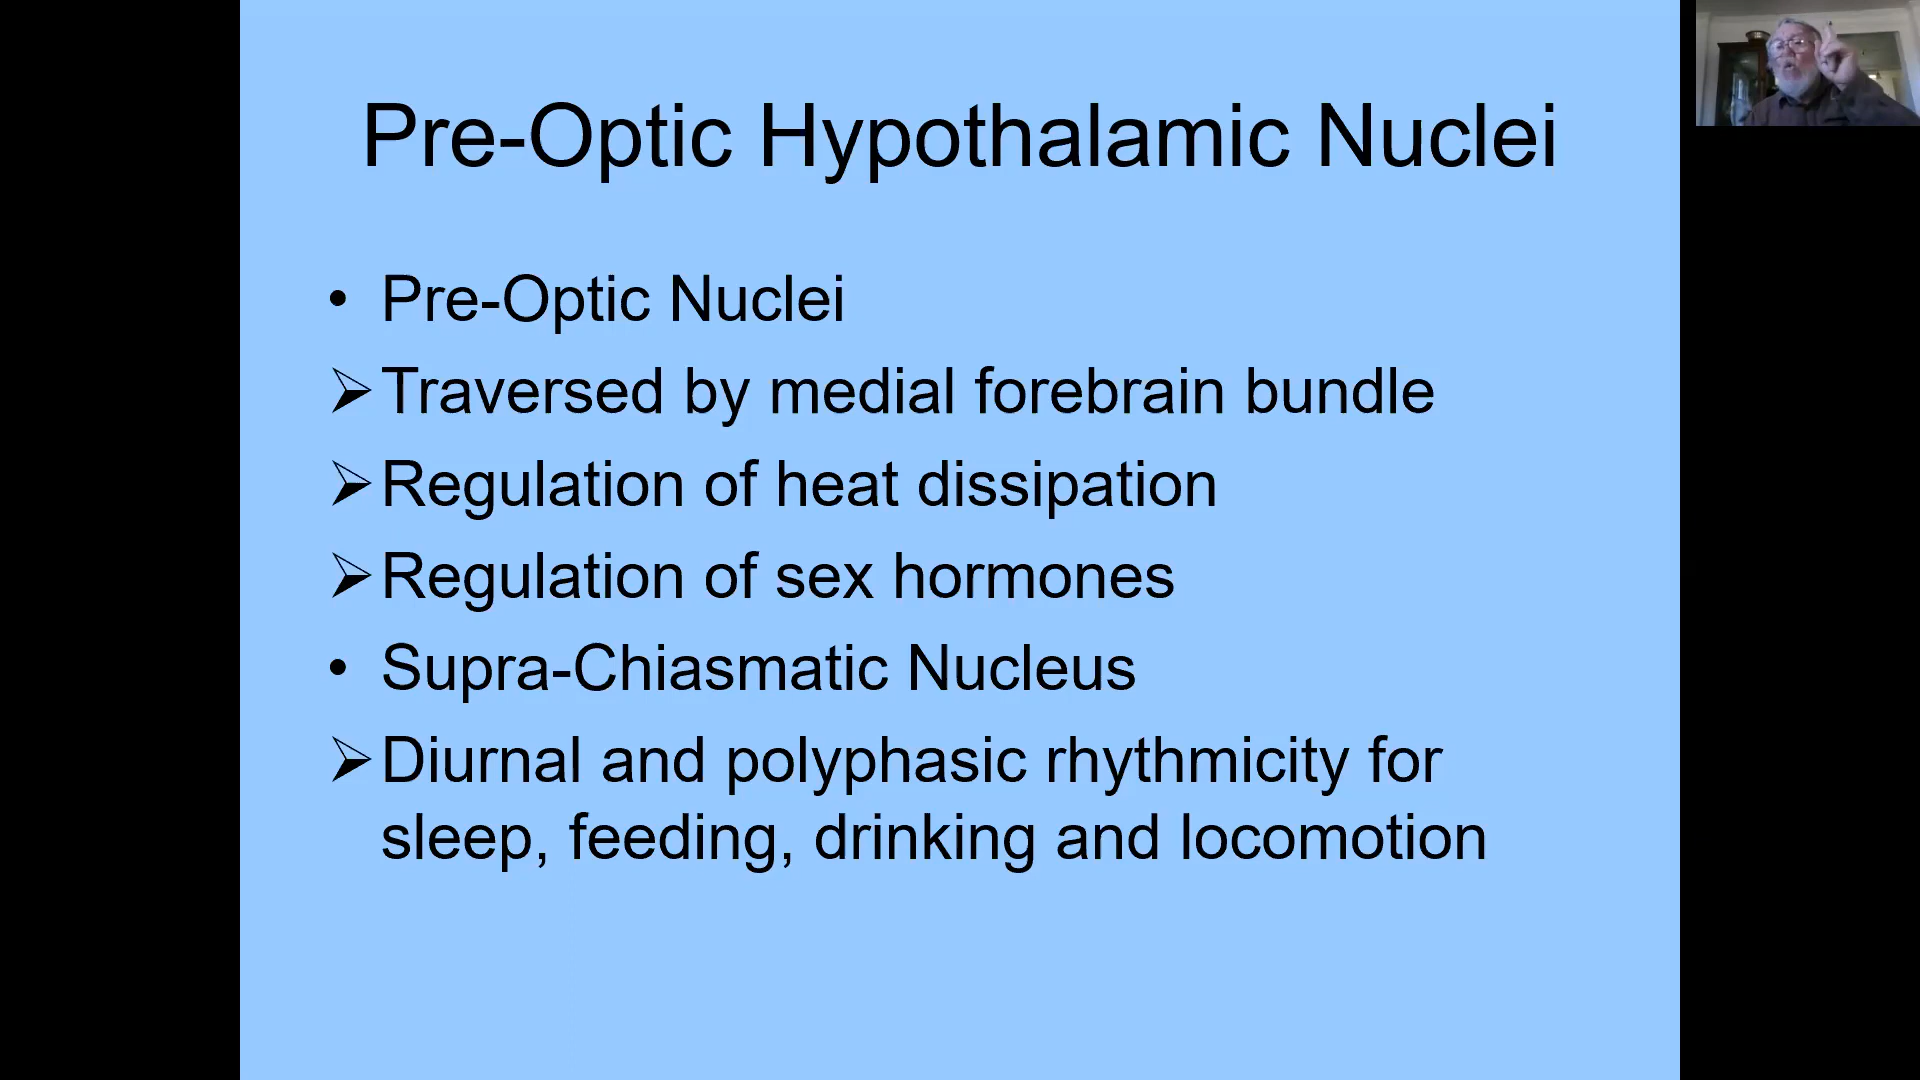 Pre-Optic Hypothalamic Nuclei
• Pre-Optic Nuclei
➢Traversed by medial forebrain bundle
➢Regulation of heat dissipation
➢Regulation of sex hormones
• Supra-Chiasmatic Nucleus
➢Diurnal and polyphasic rhythmicity for
sleep, feeding, drinking and locomotion